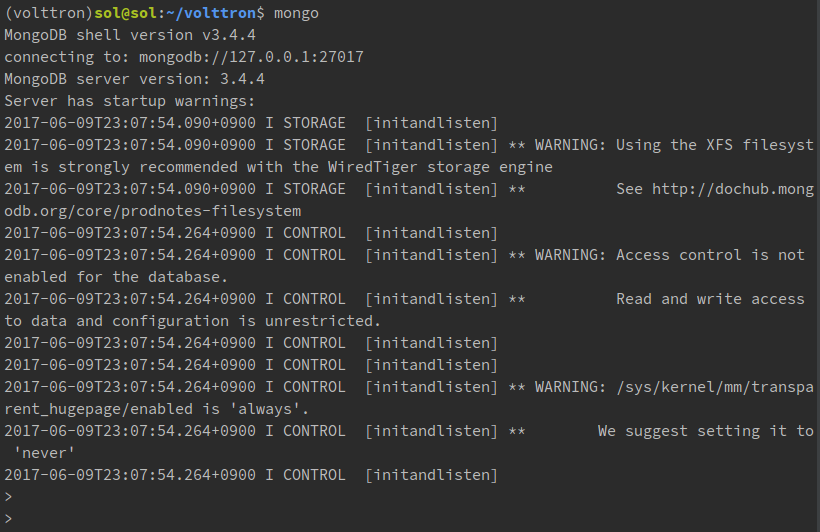 (volttron)sol@sol:~/volttron$ mongo
MongoDB shell version v3.4.4
connecting to: mongodb://127.0.0.1:27017
MongoDB server version: 3.4.4
Server has startup warnings:
2017-06-09T23:07:54.090+0900 I STORAGE  [initandlisten]
2017-06-09T23:07:54.090+0900 I STORAGE  [initandlisten] ** WARNING: Using the XFS filesyst
em is strongly recommended with the WiredTiger storage engine
2017-06-09T23:07:54.090+0900 I STORAGE  [initandlisten] **          See http://dochub.mong
odb.org/core/prodnotes-filesystem
2017-06-09T23:07:54.264+0900 I CONTROL  [initandlisten]
2017-06-09T23:07:54.264+0900 I CONTROL  [initandlisten] ** WARNING: Access control is not
enabled for the database.
2017-06-09T23:07:54.264+0900 I CONTROL  [initandlisten] **          Read and write access
to data and configuration is unrestricted.
2017-06-09T23:07:54.264+0900 I CONTROL  [initandlisten]
2017-06-09T23:07:54.264+0900 I CONTROL  [initandlisten]
2017-06-09T23:07:54.264+0900 I CONTROL  [initandlisten] ** WARNING: /sys/kernel/mm/transpa
rent_hugepage/enabled is 'always'.
2017-06-09T23:07:54.264+0900 I CONTROL  [initandlisten] **        We suggest setting it to
 'never'
2017-06-09T23:07:54.264+0900 I CONTROL  [initandlisten]
>
>